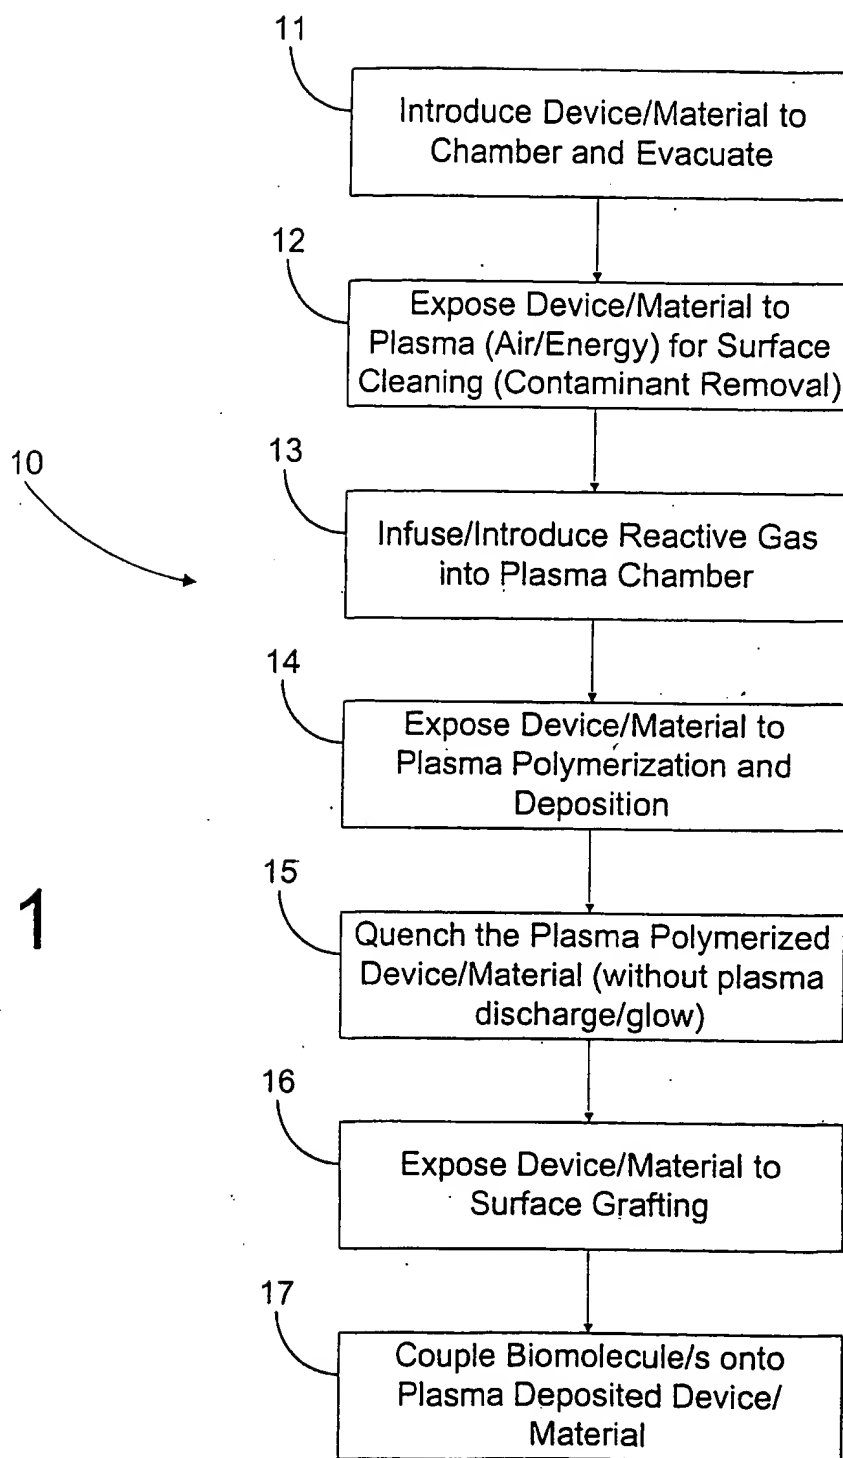 11
Introduce Device/Material to
Chamber and Evacuate
12
Expose Device/Material to
Plasma (Air/Energy) for Surface
Cleaning (Contaminant Removal)
10
13
Infuse/Introduce Reactive Gas
into Plasma Chamber
14
Expose Device/Material to
Plasma Polymerization and
Deposition
1
15
Quench the Plasma Polymerized
Device/Material (without plasma
discharge/glow)
16
Expose Device/Material to
Surface Grafting
17
Couple Biomolecule/s onto
Plasma Deposited Device/
Material